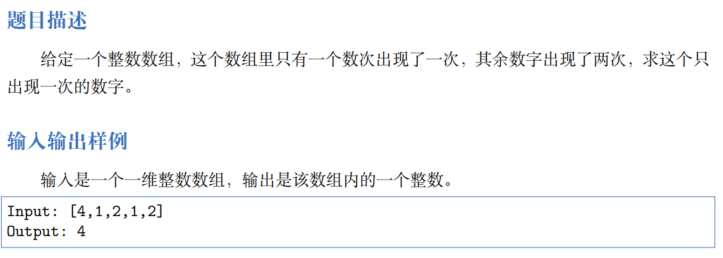 题目描述
给定一个整数数组，这个数组里只有一个数次出现了一次，其余数字出现了两次，求这个只
出现一次的数字。
输入输出样例
输入是一个一维整数数组，输出是该数组内的一个整数。
Input: [4,1,2,1,2]
Output: 4